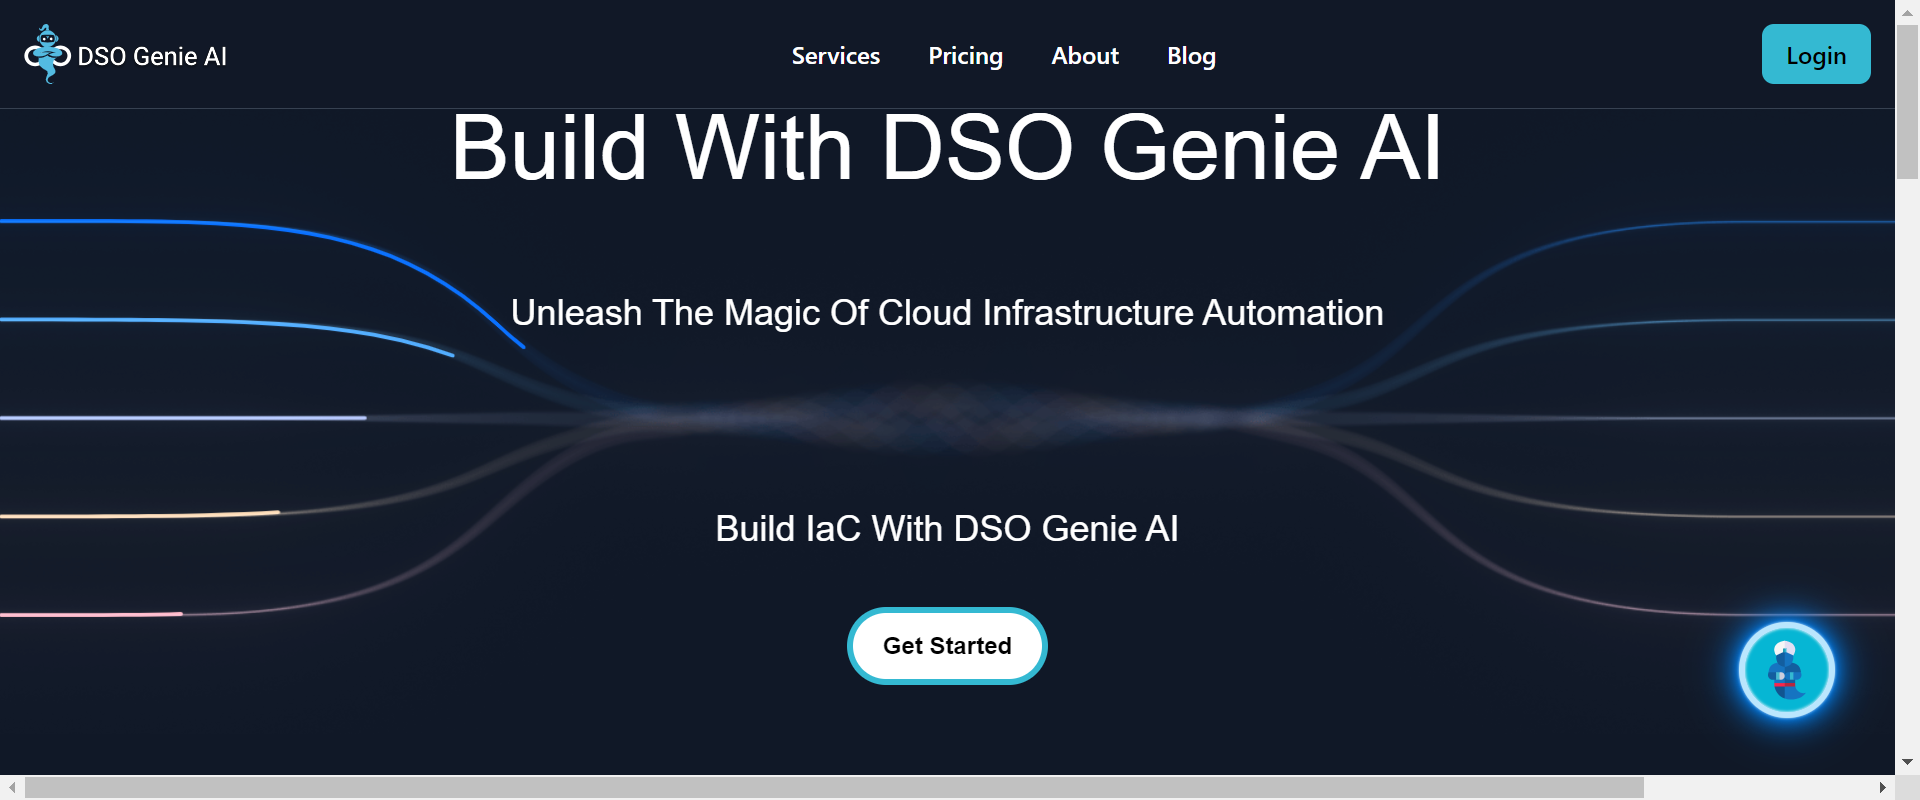 DSO Genie AI
Services
Pricing
About
Blog
Login
Build With DSO Genie AI
Unleash The Magic Of Cloud Infrastructure Automation
Build IaC With DSO Genie AI
Get Started